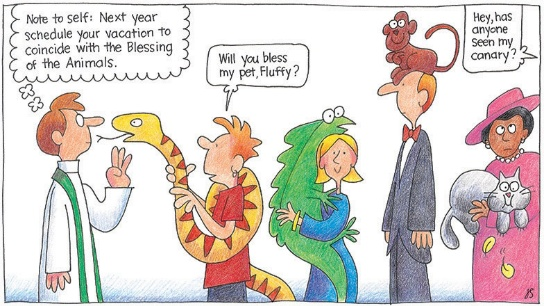 Note to self: Next year
schedule your vacation to
coincide with the Blessing
of the Animals.
Will you bless
my pet, Fluffy?
Hey, has
anyone
seen my
canary?
JS